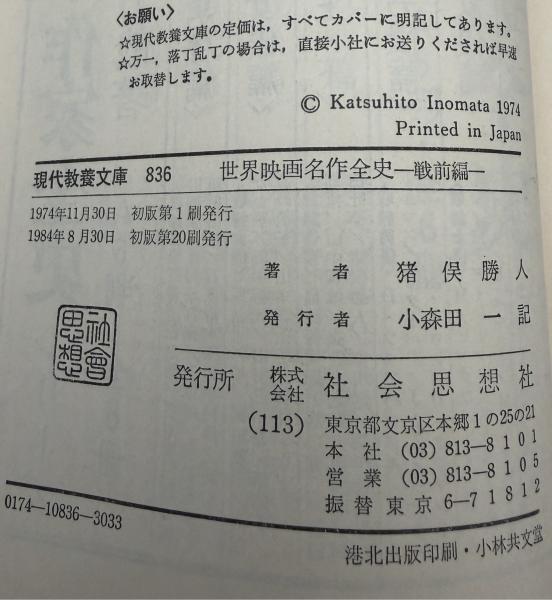 〈お願い〉
☆現代教養文庫の定価は，すべてカバーに明記してあります。
☆万一，落丁乱丁の場合は，直接小社にお送りくだされば早速
お取替します。
© Katsuhito Inomata 1974
Printed in Japan
現代教養文庫 836 世界映画名作全史―戦前編―
1974年11月30日 初版第1刷発行
1984年8月30日 初版第20刷発行
著者 猪俣勝人
発行者 小森田一記
社會思想
発行所 株式会社 社会思想社
(113) 東京都文京区本郷1の25の21
本社 (03) 813―8101
営業 (03) 813―8105
振替東京 6―71812
0174―10836―3033
港北出版印刷・小林共文堂